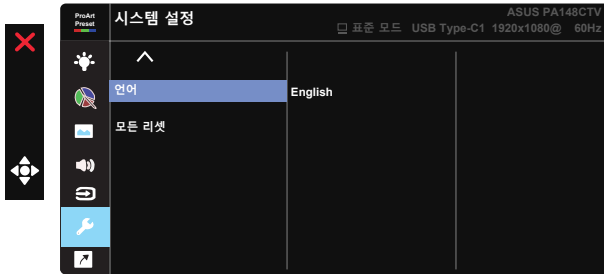 ProArt
Preset
시스템 설정
ASUS PA148CTV
표준 모드 USB Type-C1 1920x1080@ 60Hz
언어
English
모든 리셋